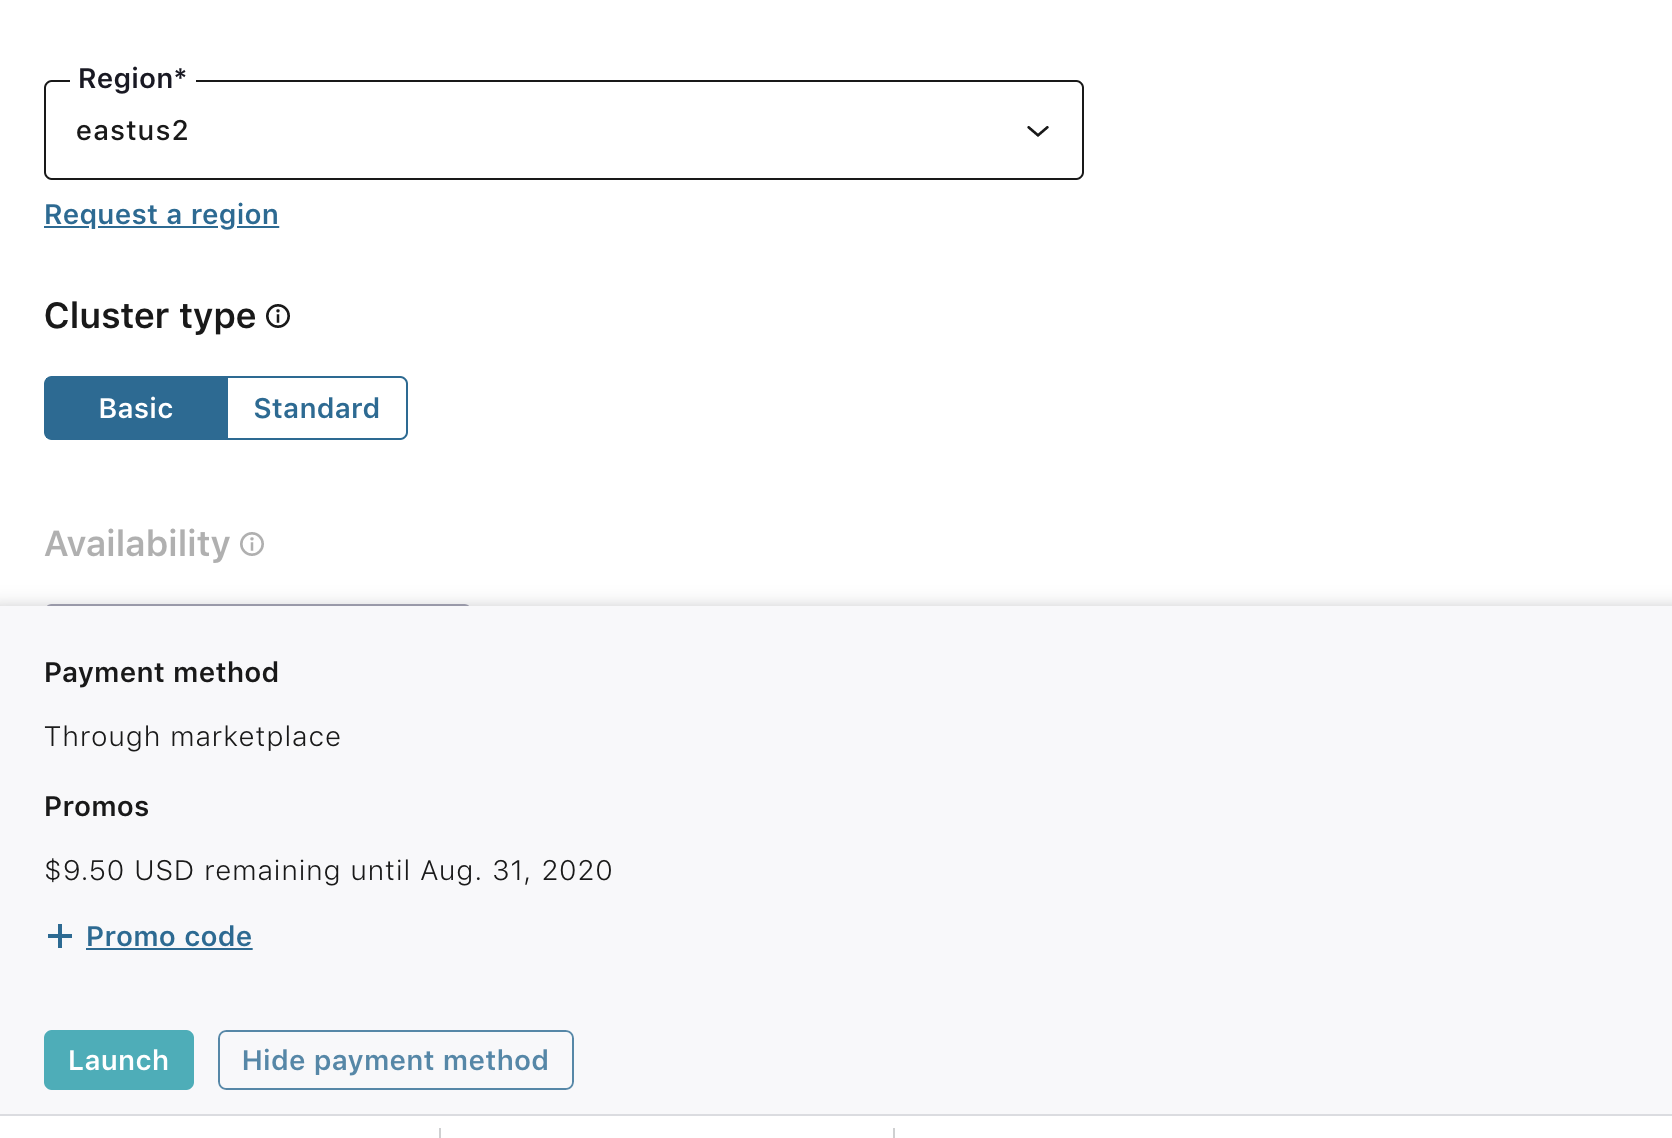 Region*
eastus2
Request a region
Cluster type
Basic
Standard
Availability
Payment method
Through marketplace
Promos
$9.50 USD remaining until Aug. 31, 2020
Promo code
Launch
Hide payment method